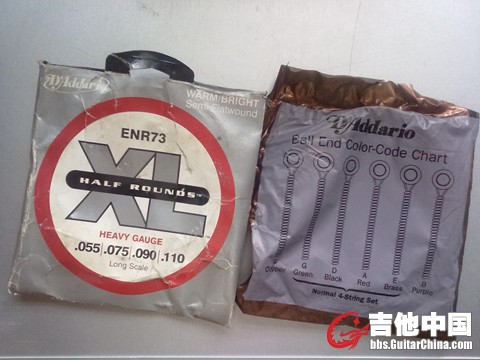 D'Addario
WARM/BRIGHT
Semi-Flatwound
ENR73
XL
HALF ROUNDS™
HEAVY GAUGE
.055 .075 .090 .110
Long Scale
D'Addario
Ball End Color-Code Chart
C G D A E B
Copper Green Black Red Brass Purple
Normal 4-String Set
吉他中国
bbs.GuitarChina.com